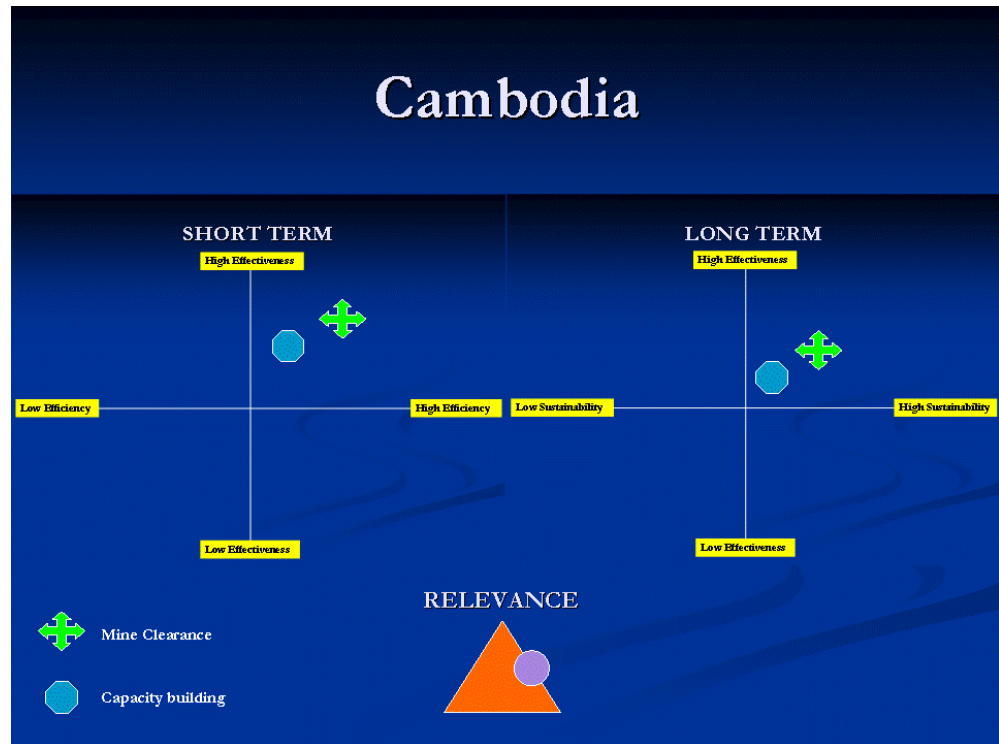 Cambodia
SHORT TERM
High Effectiveness
Low Efficiency
High Efficiency
Low Effectiveness
LONG TERM
High Effectiveness
Low Sustainability
High Sustainability
Low Effectiveness
RELEVANCE
Mine Clearance
Capacity building